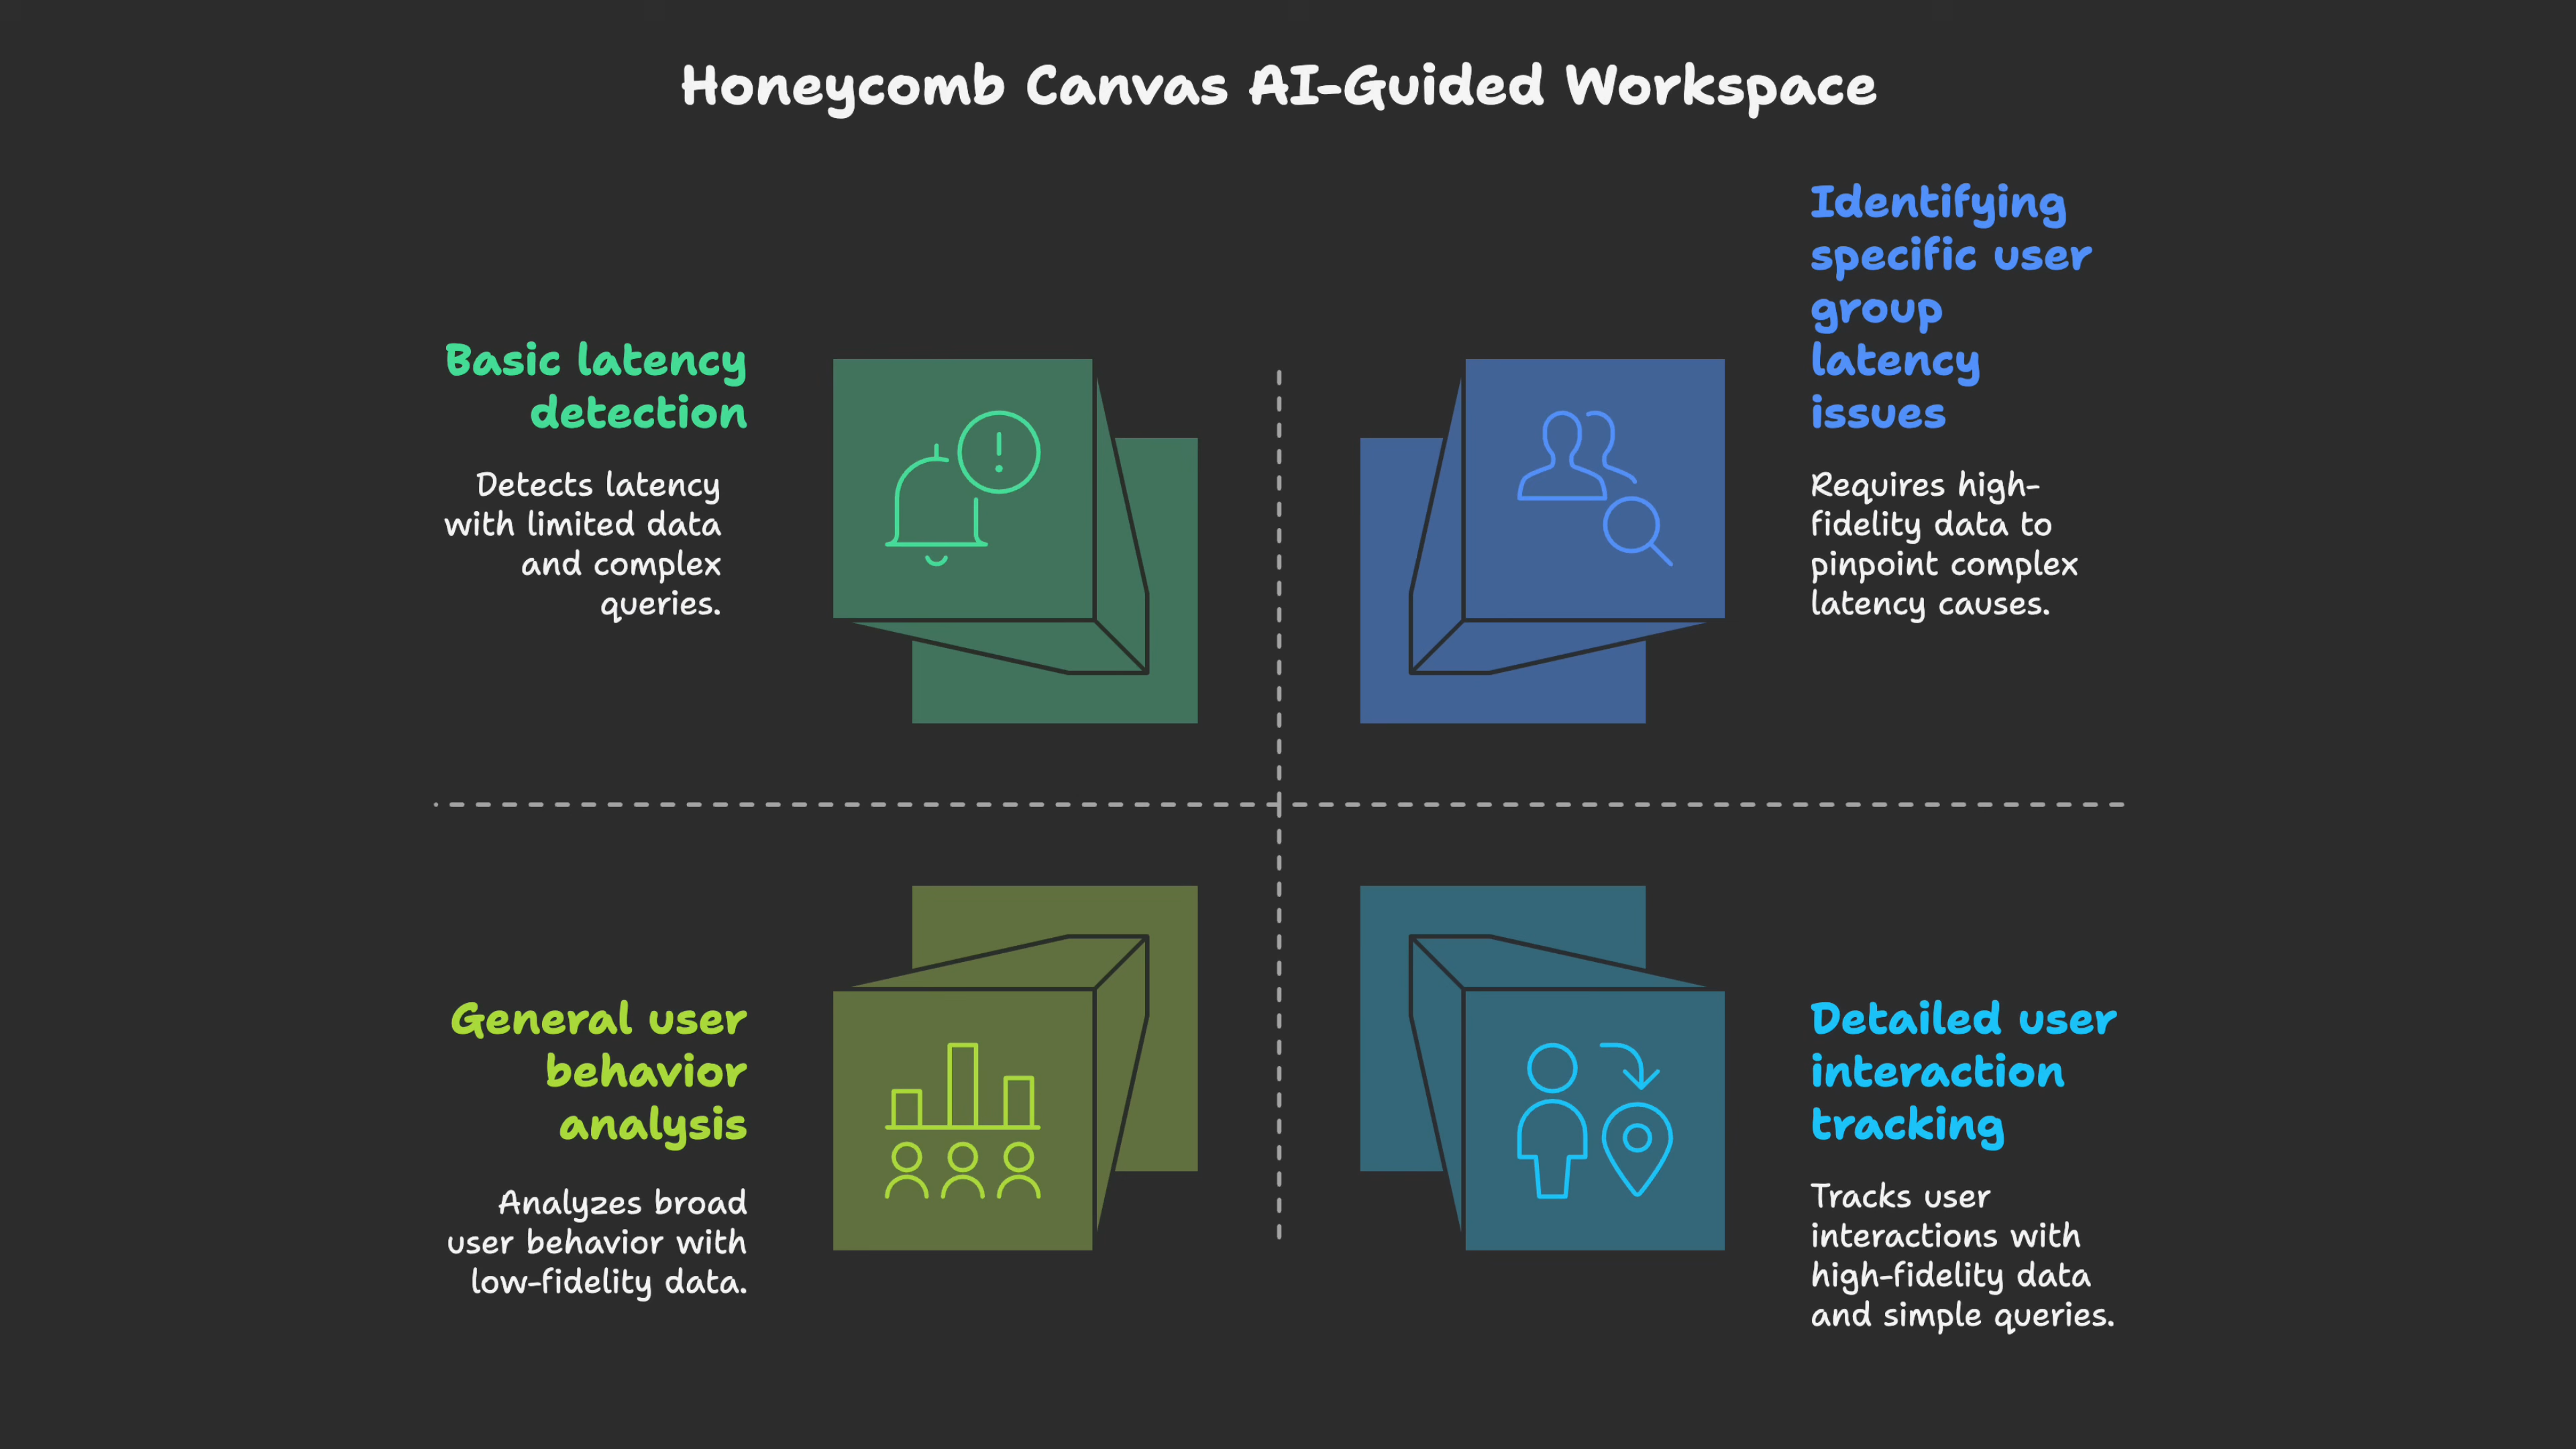 Honeycomb Canvas AI-Guided Workspace
Basic latency
detection
Detects latency
with limited data
and complex
queries.
Identifying
specific user
group
latency
issues
Requires high-
fidelity data to
pinpoint complex
latency causes.
General user
behavior
analysis
Analyzes broad
user behavior with
low-fidelity data.
Detailed user
interaction
tracking
Tracks user
interactions with
high-fidelity data
and simple queries.